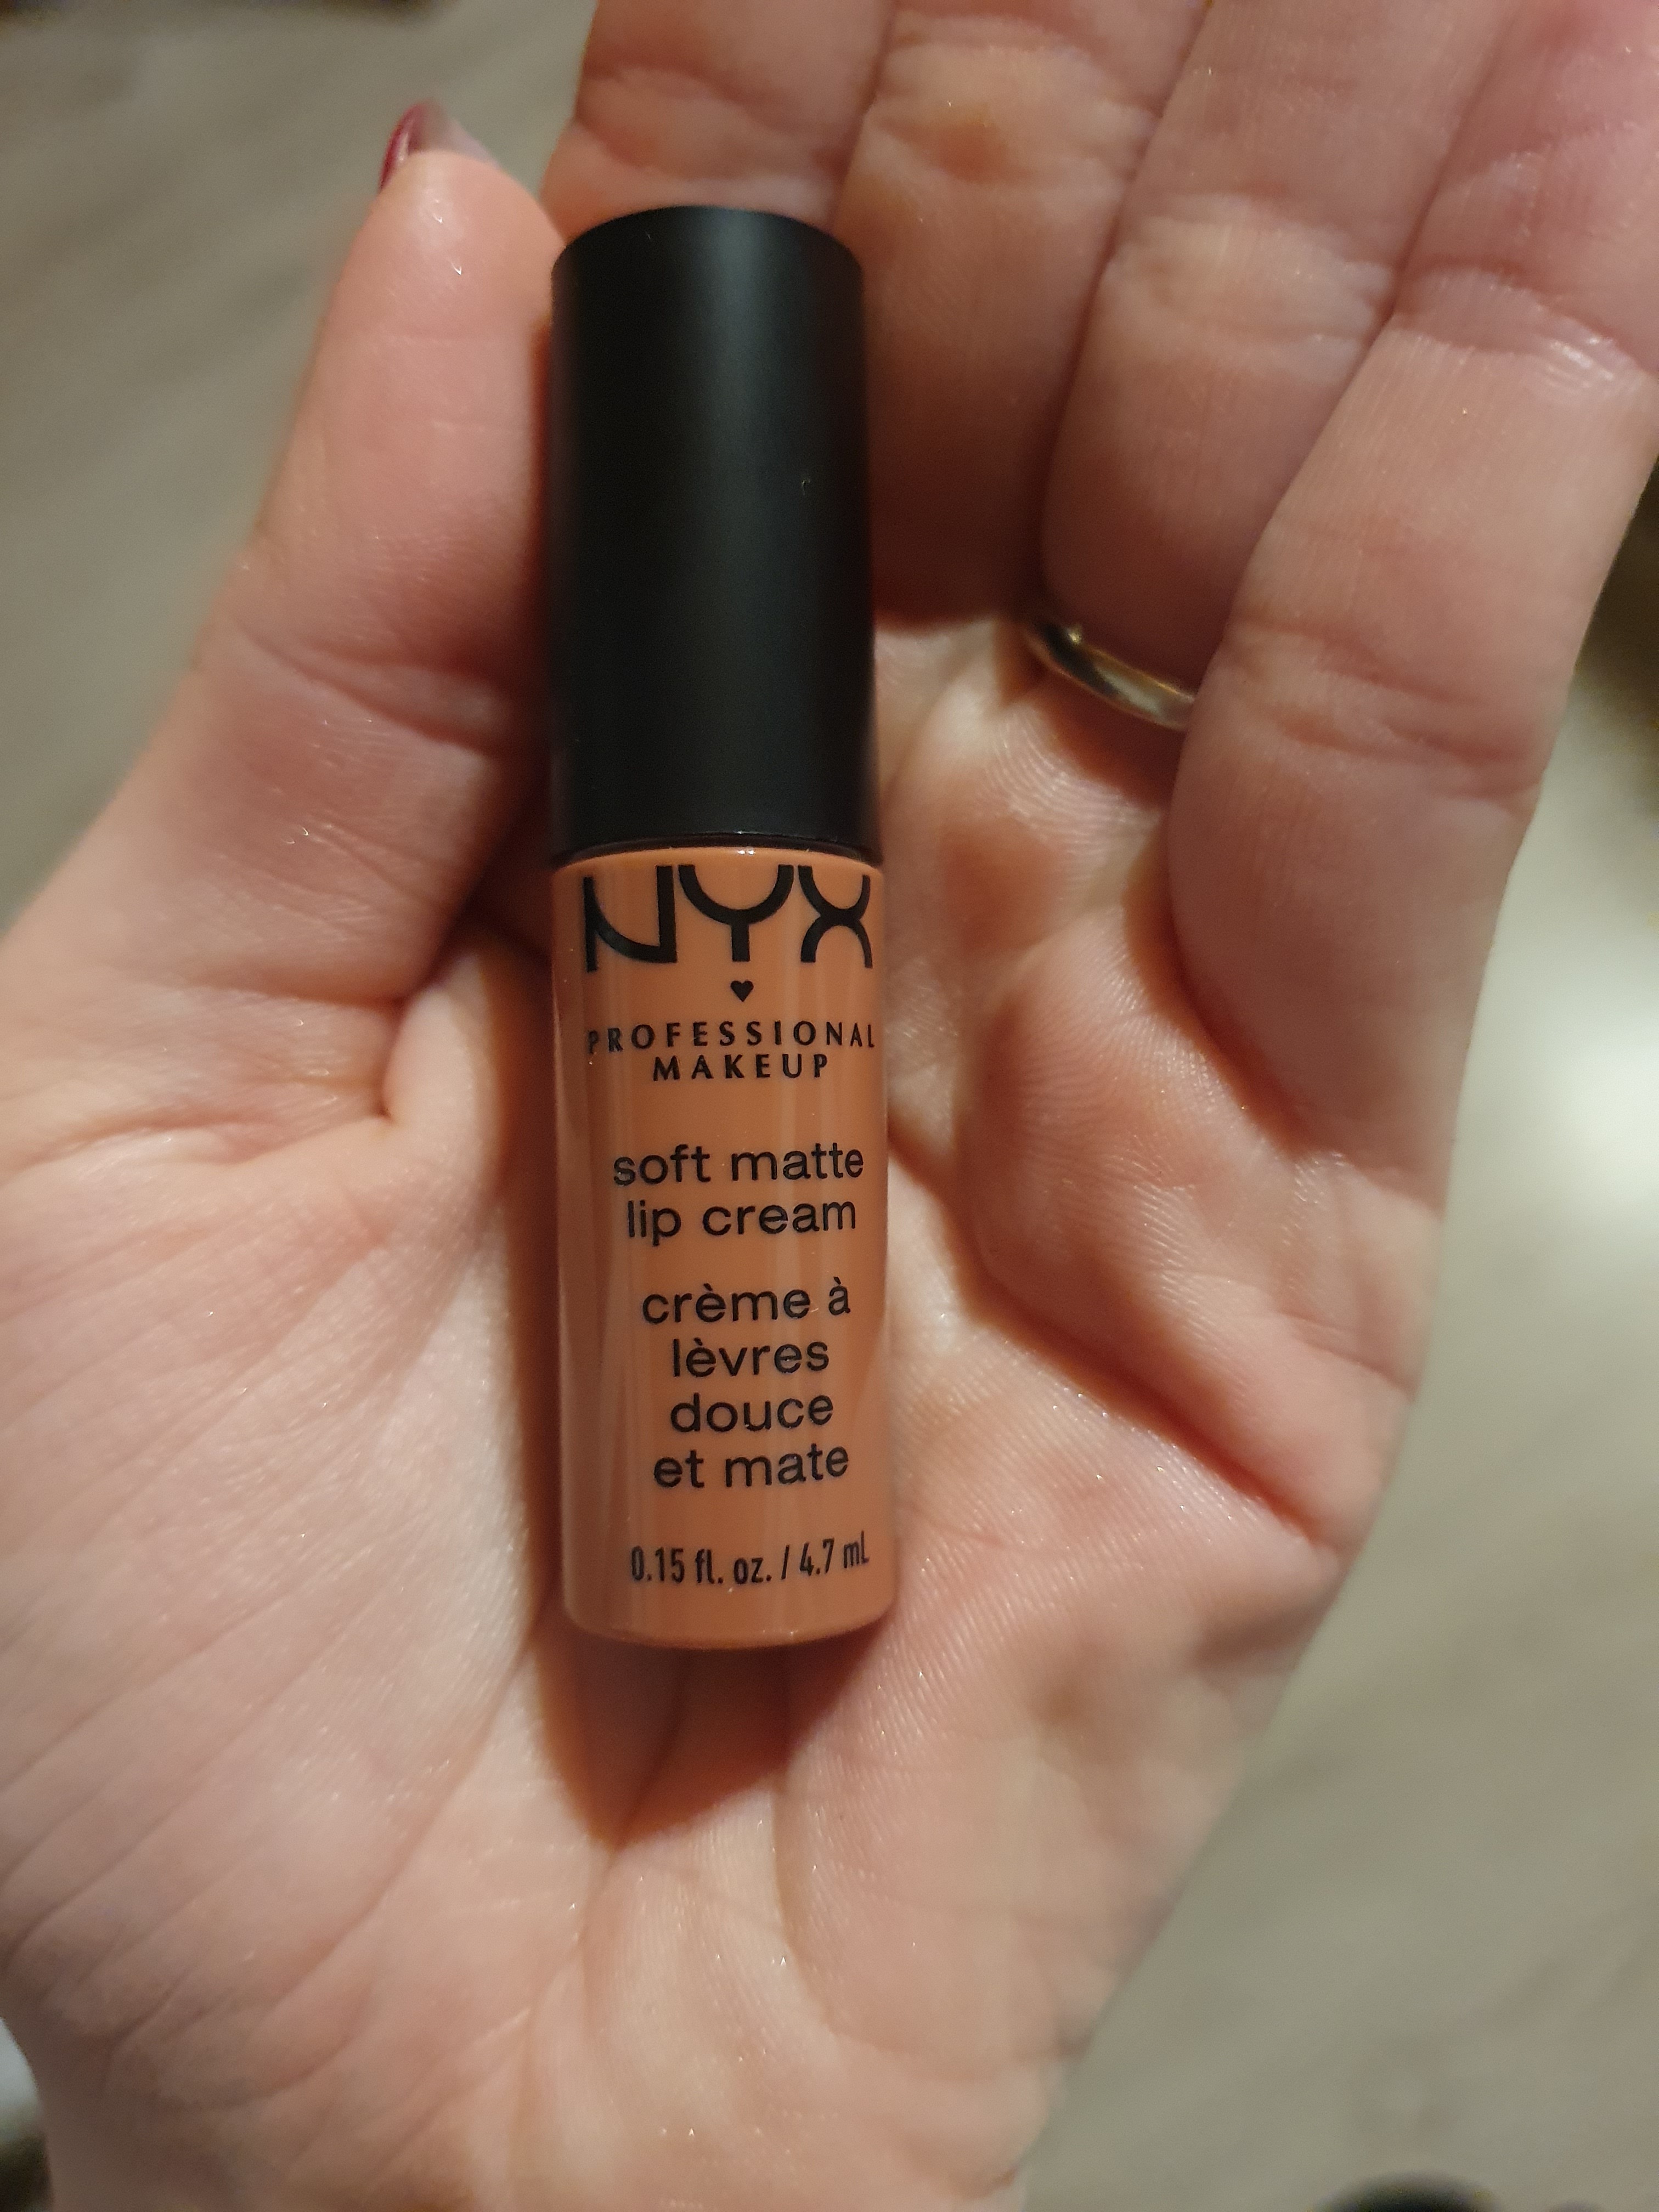 NYX
PROFESSIONAL
MAKEUP
soft matte
lip cream
crème à
lèvres
douce
et mate
0.15 fl. oz. / 4.7 mL